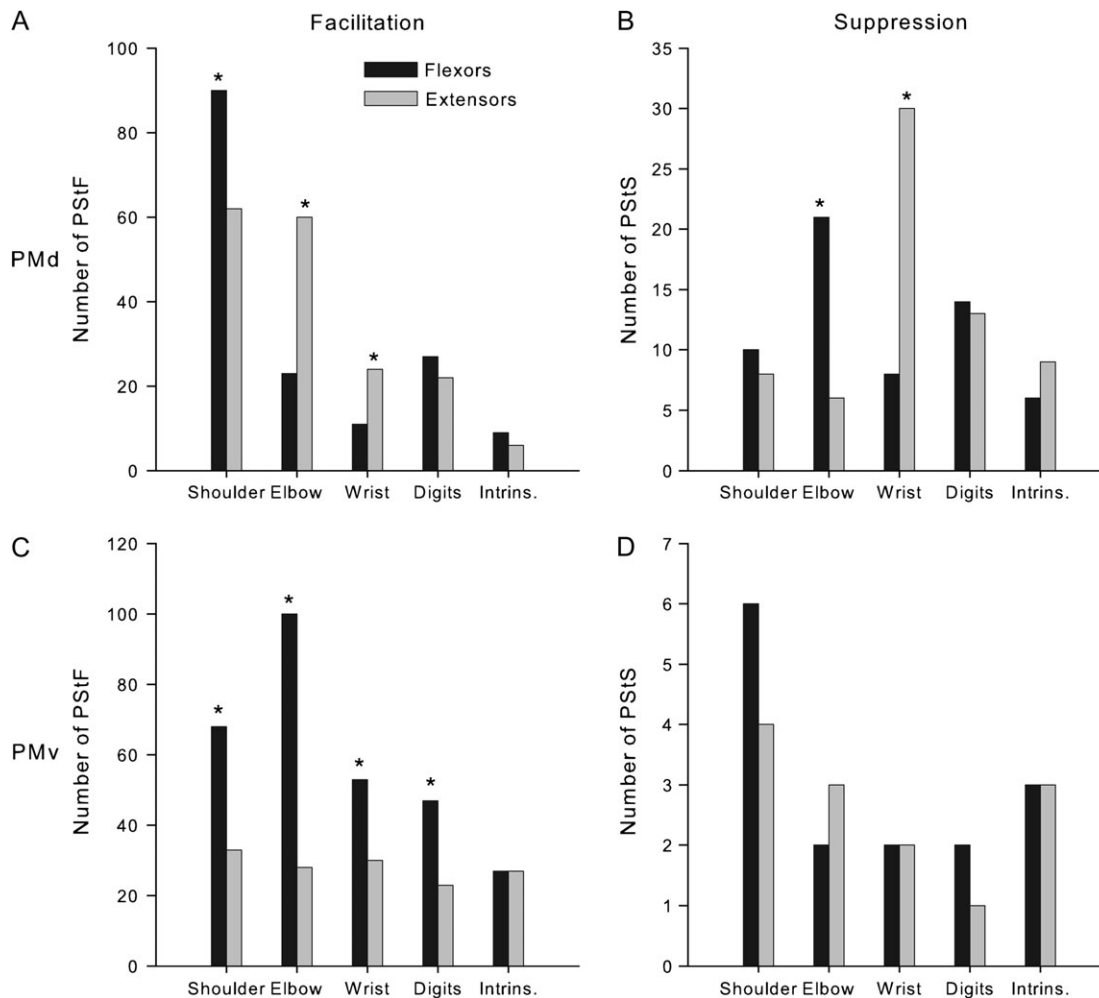 A Facilitation
B Suppression
100
80
60
40
20
0
Number of PStF
PMd
Flexors
Extensors
*
*
*
Shoulder Elbow Wrist Digits Intrins.
35
30
25
20
15
10
5
0
Number of PStS
*
*
Shoulder Elbow Wrist Digits Intrins.
C
120
100
80
60
40
20
0
Number of PStF
PMv
*
*
*
*
Shoulder Elbow Wrist Digits Intrins.
D
7
6
5
4
3
2
1
0
Number of PStS
Shoulder Elbow Wrist Digits Intrins.